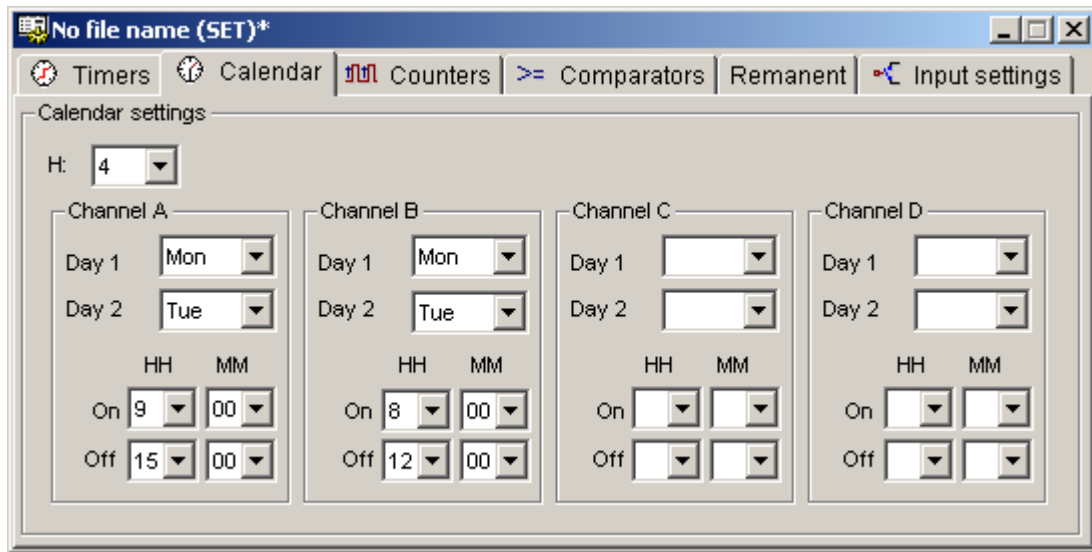 No file name (SET)*
Timers Calendar Counters >= Comparators Remanent Input settings
Calendar settings
H: 4
Channel A
Day 1 Mon
Day 2 Tue
HH MM
On 9 00
Off 15 00
Channel B
Day 1 Mon
Day 2 Tue
HH MM
On 8 00
Off 12 00
Channel C
Day 1
Day 2
HH MM
On
Off
Channel D
Day 1
Day 2
HH MM
On
Off